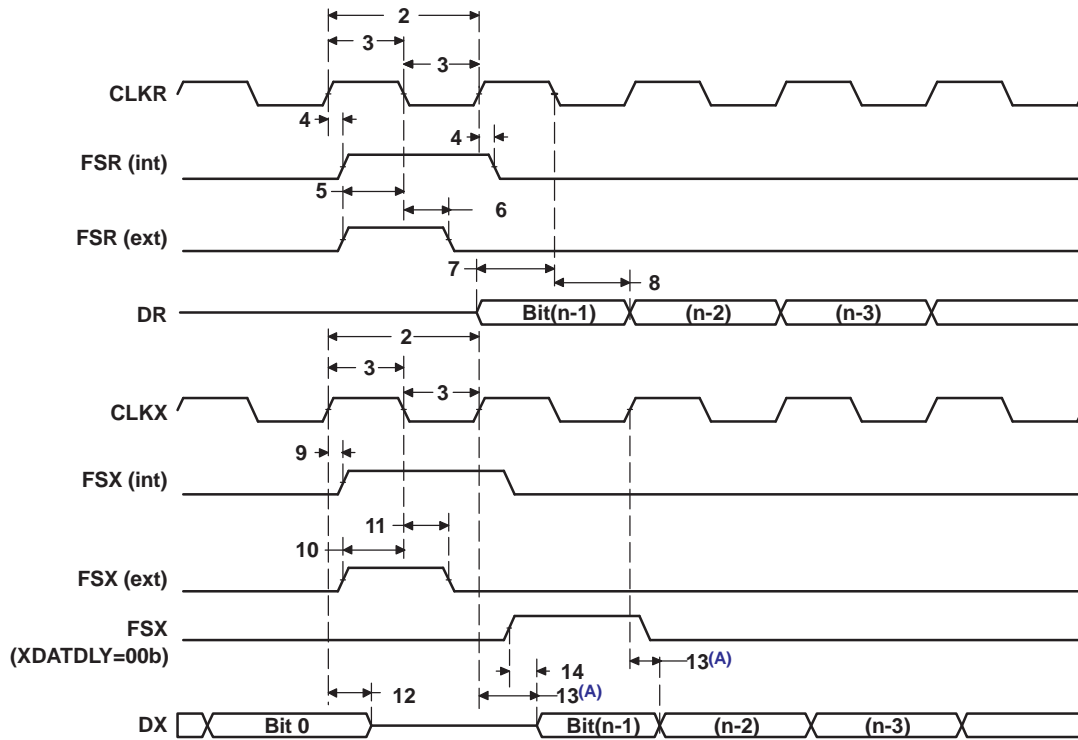 2
3
3
CLKR
4
4
FSR (int)
5
6
FSR (ext)
7
8
DR
Bit(n-1) (n-2) (n-3)
2
3
3
CLKX
9
FSX (int)
11
10
FSX (ext)
FSX
(XDATDLY=00b)
14
13(A)
12
13(A)
DX
Bit 0 Bit(n-1) (n-2) (n-3)